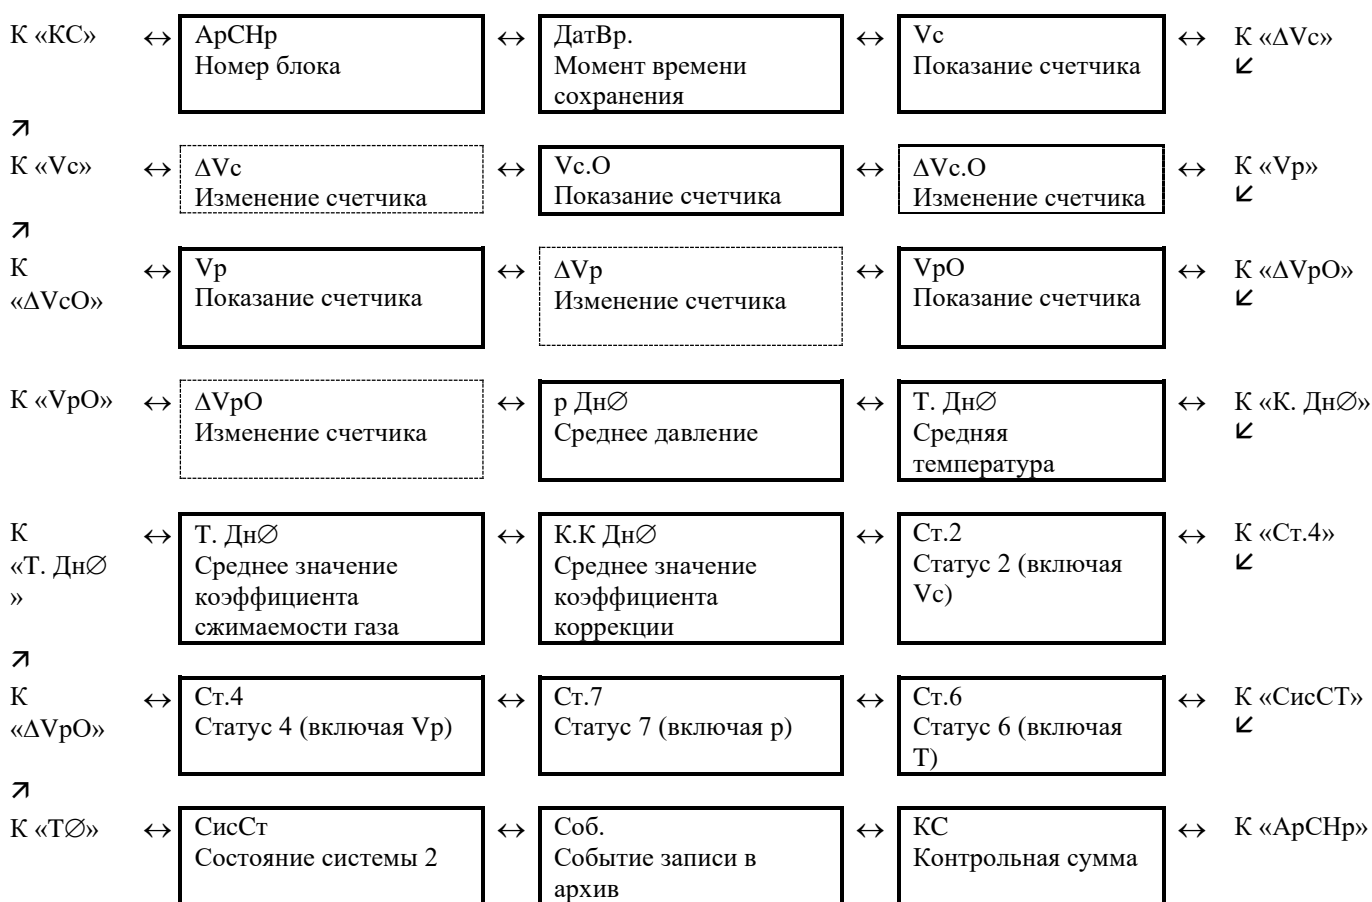 К «КС» ↔ АрСНр ↔ ДатВр. ↔ Vc ↔ К «ΔVc»
Номер блока Момент времени Показание счетчика ↙
сохранения
↗
К «Vc» ↔ ΔVc ↔ Vc.O ↔ ΔVc.O ↔ К «Vp»
Изменение счетчика Показание счетчика Изменение счетчика ↙
↗
К ↔ Vp ↔ ΔVp ↔ VpO ↔ К «ΔVpO»
«ΔVcO» Показание счетчика Изменение счетчика Показание счетчика ↙
К «VpO» ↔ ΔVpO ↔ р Дн∅ ↔ Т. Дн∅ ↔ К «К. Дн∅»
Изменение счетчика Среднее давление Средняя ↙
температура
К ↔ Т. Дн∅ ↔ К.К Дн∅ ↔ Ст.2 ↔ К «Ст.4»
«Т. Дн∅ Среднее значение Среднее значение Статус 2 (включая ↙
» коэффициента коэффициента Vc)
сжимаемости газа коррекции
↗
К ↔ Ст.4 ↔ Ст.7 ↔ Ст.6 ↔ К «СисСТ»
«ΔVpO» Статус 4 (включая Vp) Статус 7 (включая р) Статус 6 (включая ↙
Т)
↗
К «Т∅» ↔ СисСт ↔ Соб. ↔ КС ↔ К «АрСНр»
Состояние системы 2 Событие записи в Контрольная сумма
архив